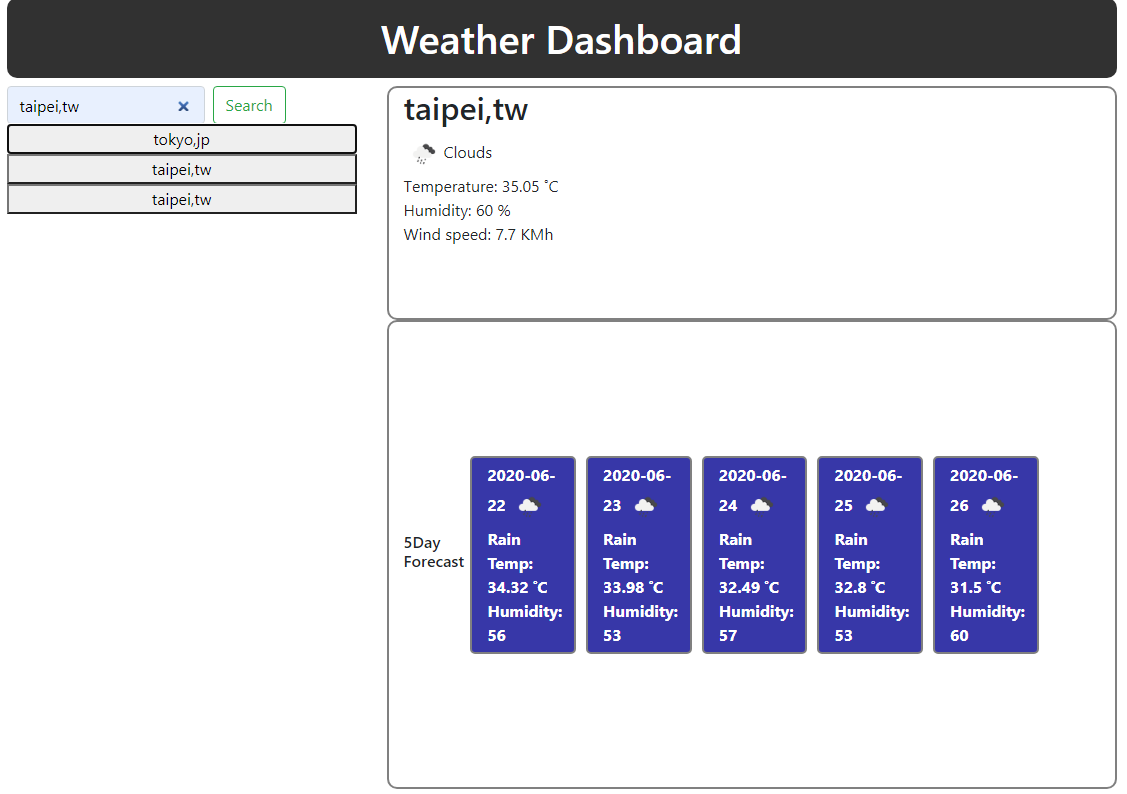 Weather Dashboard
taipei,tw
Search
tokyo,jp
taipei,tw
taipei,tw
taipei,tw
Clouds
Temperature: 35.05 ˚C
Humidity: 60 %
Wind speed: 7.7 KMh
5Day
Forecast
2020-06-
22
Rain
Temp:
34.32 ˚C
Humidity:
56
2020-06-
23
Rain
Temp:
33.98 ˚C
Humidity:
53
2020-06-
24
Rain
Temp:
32.49 ˚C
Humidity:
57
2020-06-
25
Rain
Temp:
32.8 ˚C
Humidity:
53
2020-06-
26
Rain
Temp:
31.5 ˚C
Humidity:
60